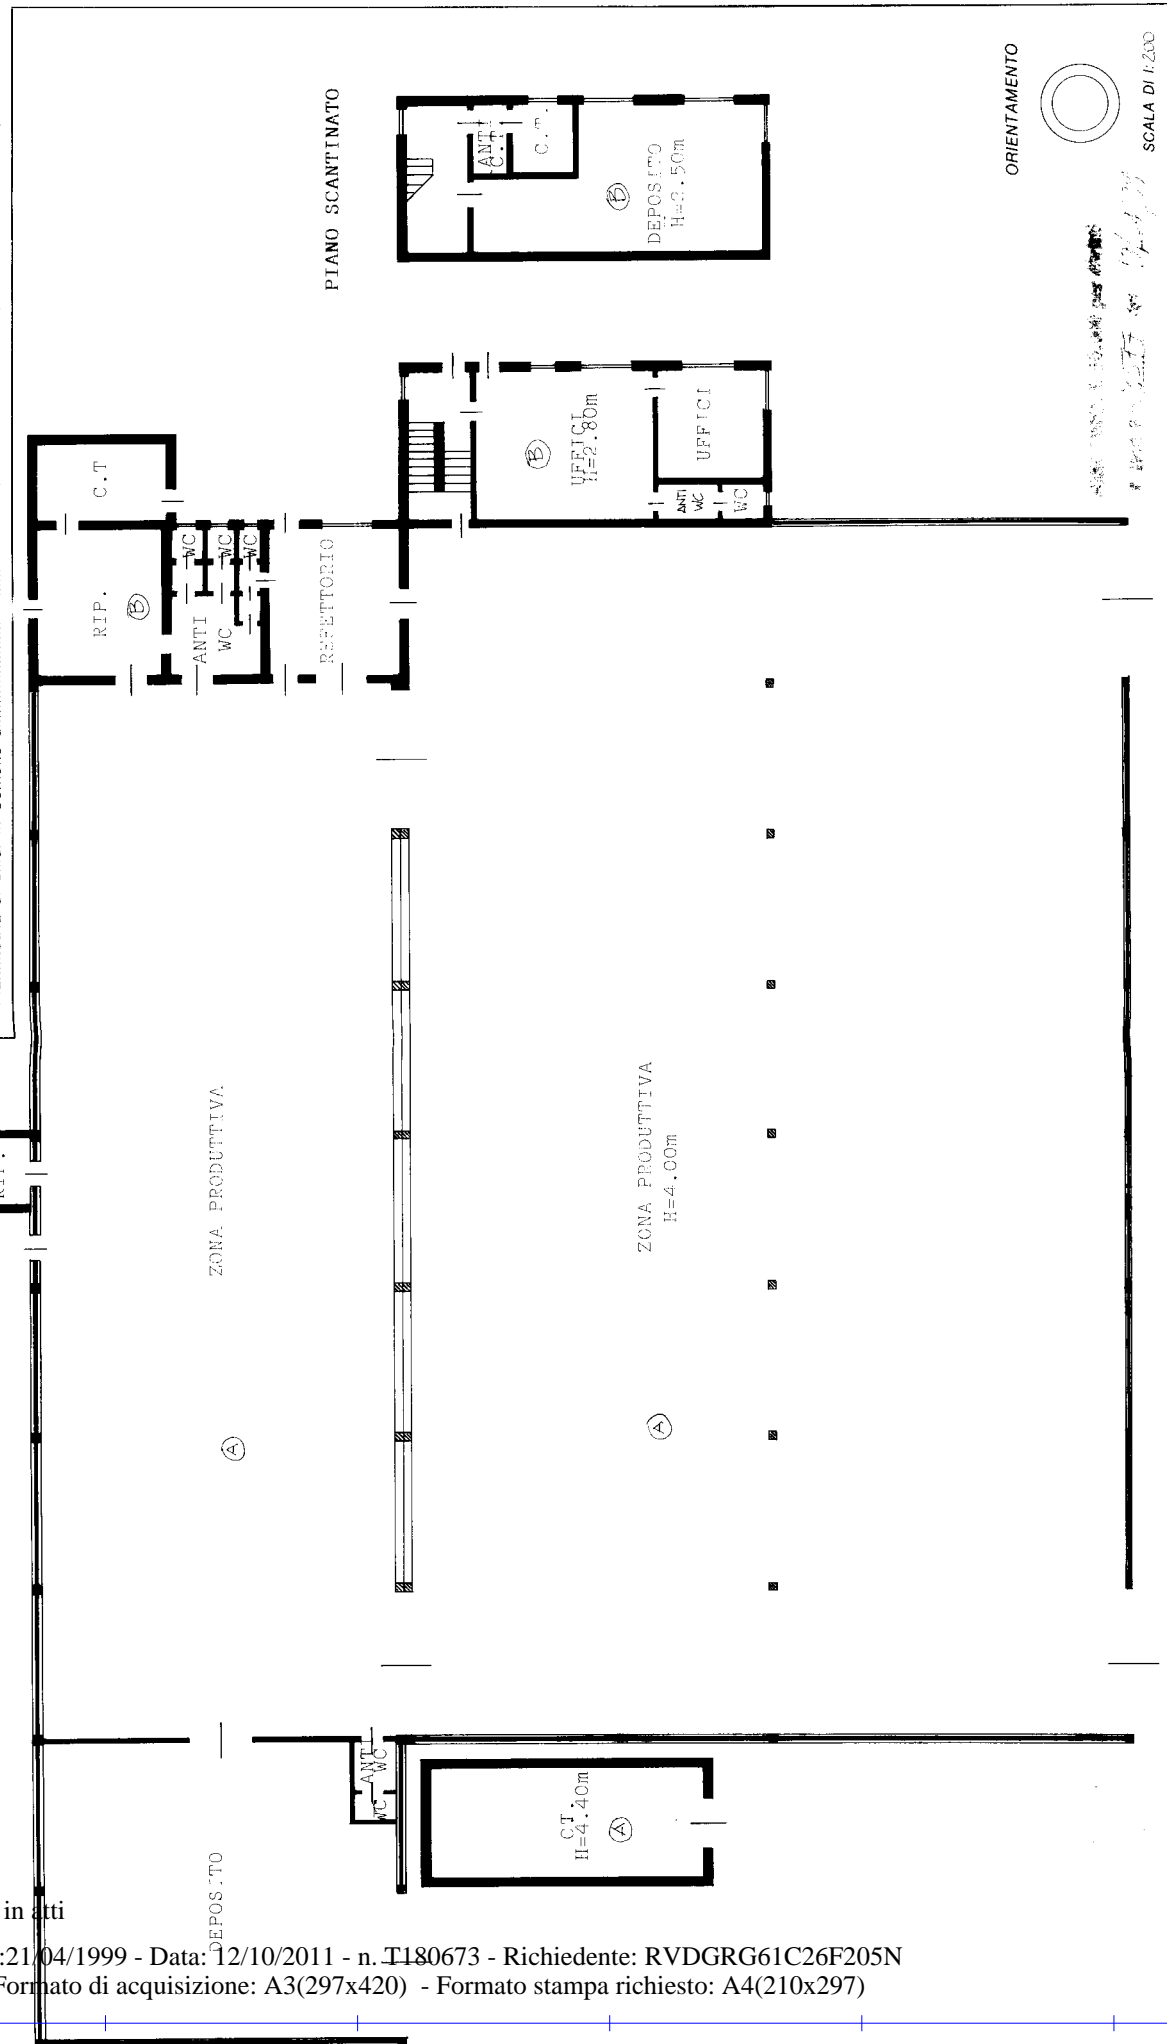 PIANO SCANTINATO
ANTI
C.T.
C.T.
B
DEPOSITO
H=2.50m
ORIENTAMENTO
SCALA DI 1:200
C.T
RIP.
B
WC
WC
WC
ANTI
WC
REFETTORIO
B
UFFICI
H=2.80m
UFFICI
ANTI
WC
WC
RIP.
ZONA PRODUTTIVA
A
ZONA PRODUTTIVA
H=4.00m
A
ANTI
WC
WC
DEPOSITO
CT.
H=4.40m
A
in atti
:21/04/1999 - Data: 12/10/2011 - n. T180673 - Richiedente: RVDGRG61C26F205N
Formato di acquisizione: A3(297x420) - Formato stampa richiesto: A4(210x297)